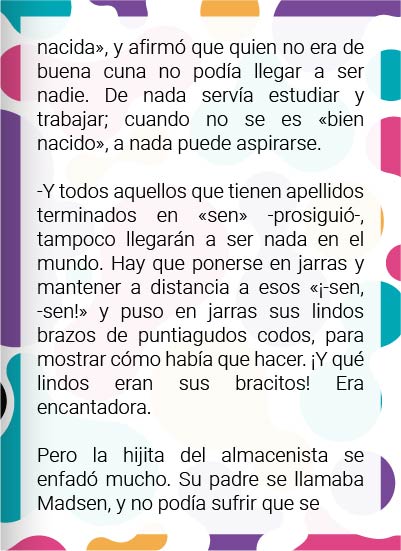 nacida», y afirmó que quien no era de
buena cuna no podía llegar a ser
nadie. De nada servía estudiar y
trabajar; cuando no se es «bien
nacido», a nada puede aspirarse.
-Y todos aquellos que tienen apellidos
terminados en «sen» -prosiguió-,
tampoco llegarán a ser nada en el
mundo. Hay que ponerse en jarras y
mantener a distancia a esos «¡-sen,
-sen!» y puso en jarras sus lindos
brazos de puntiagudos codos, para
mostrar cómo había que hacer. ¡Y qué
lindos eran sus bracitos! Era
encantadora.
Pero la hijita del almacenista se
enfadó mucho. Su padre se llamaba
Madsen, y no podía sufrir que se